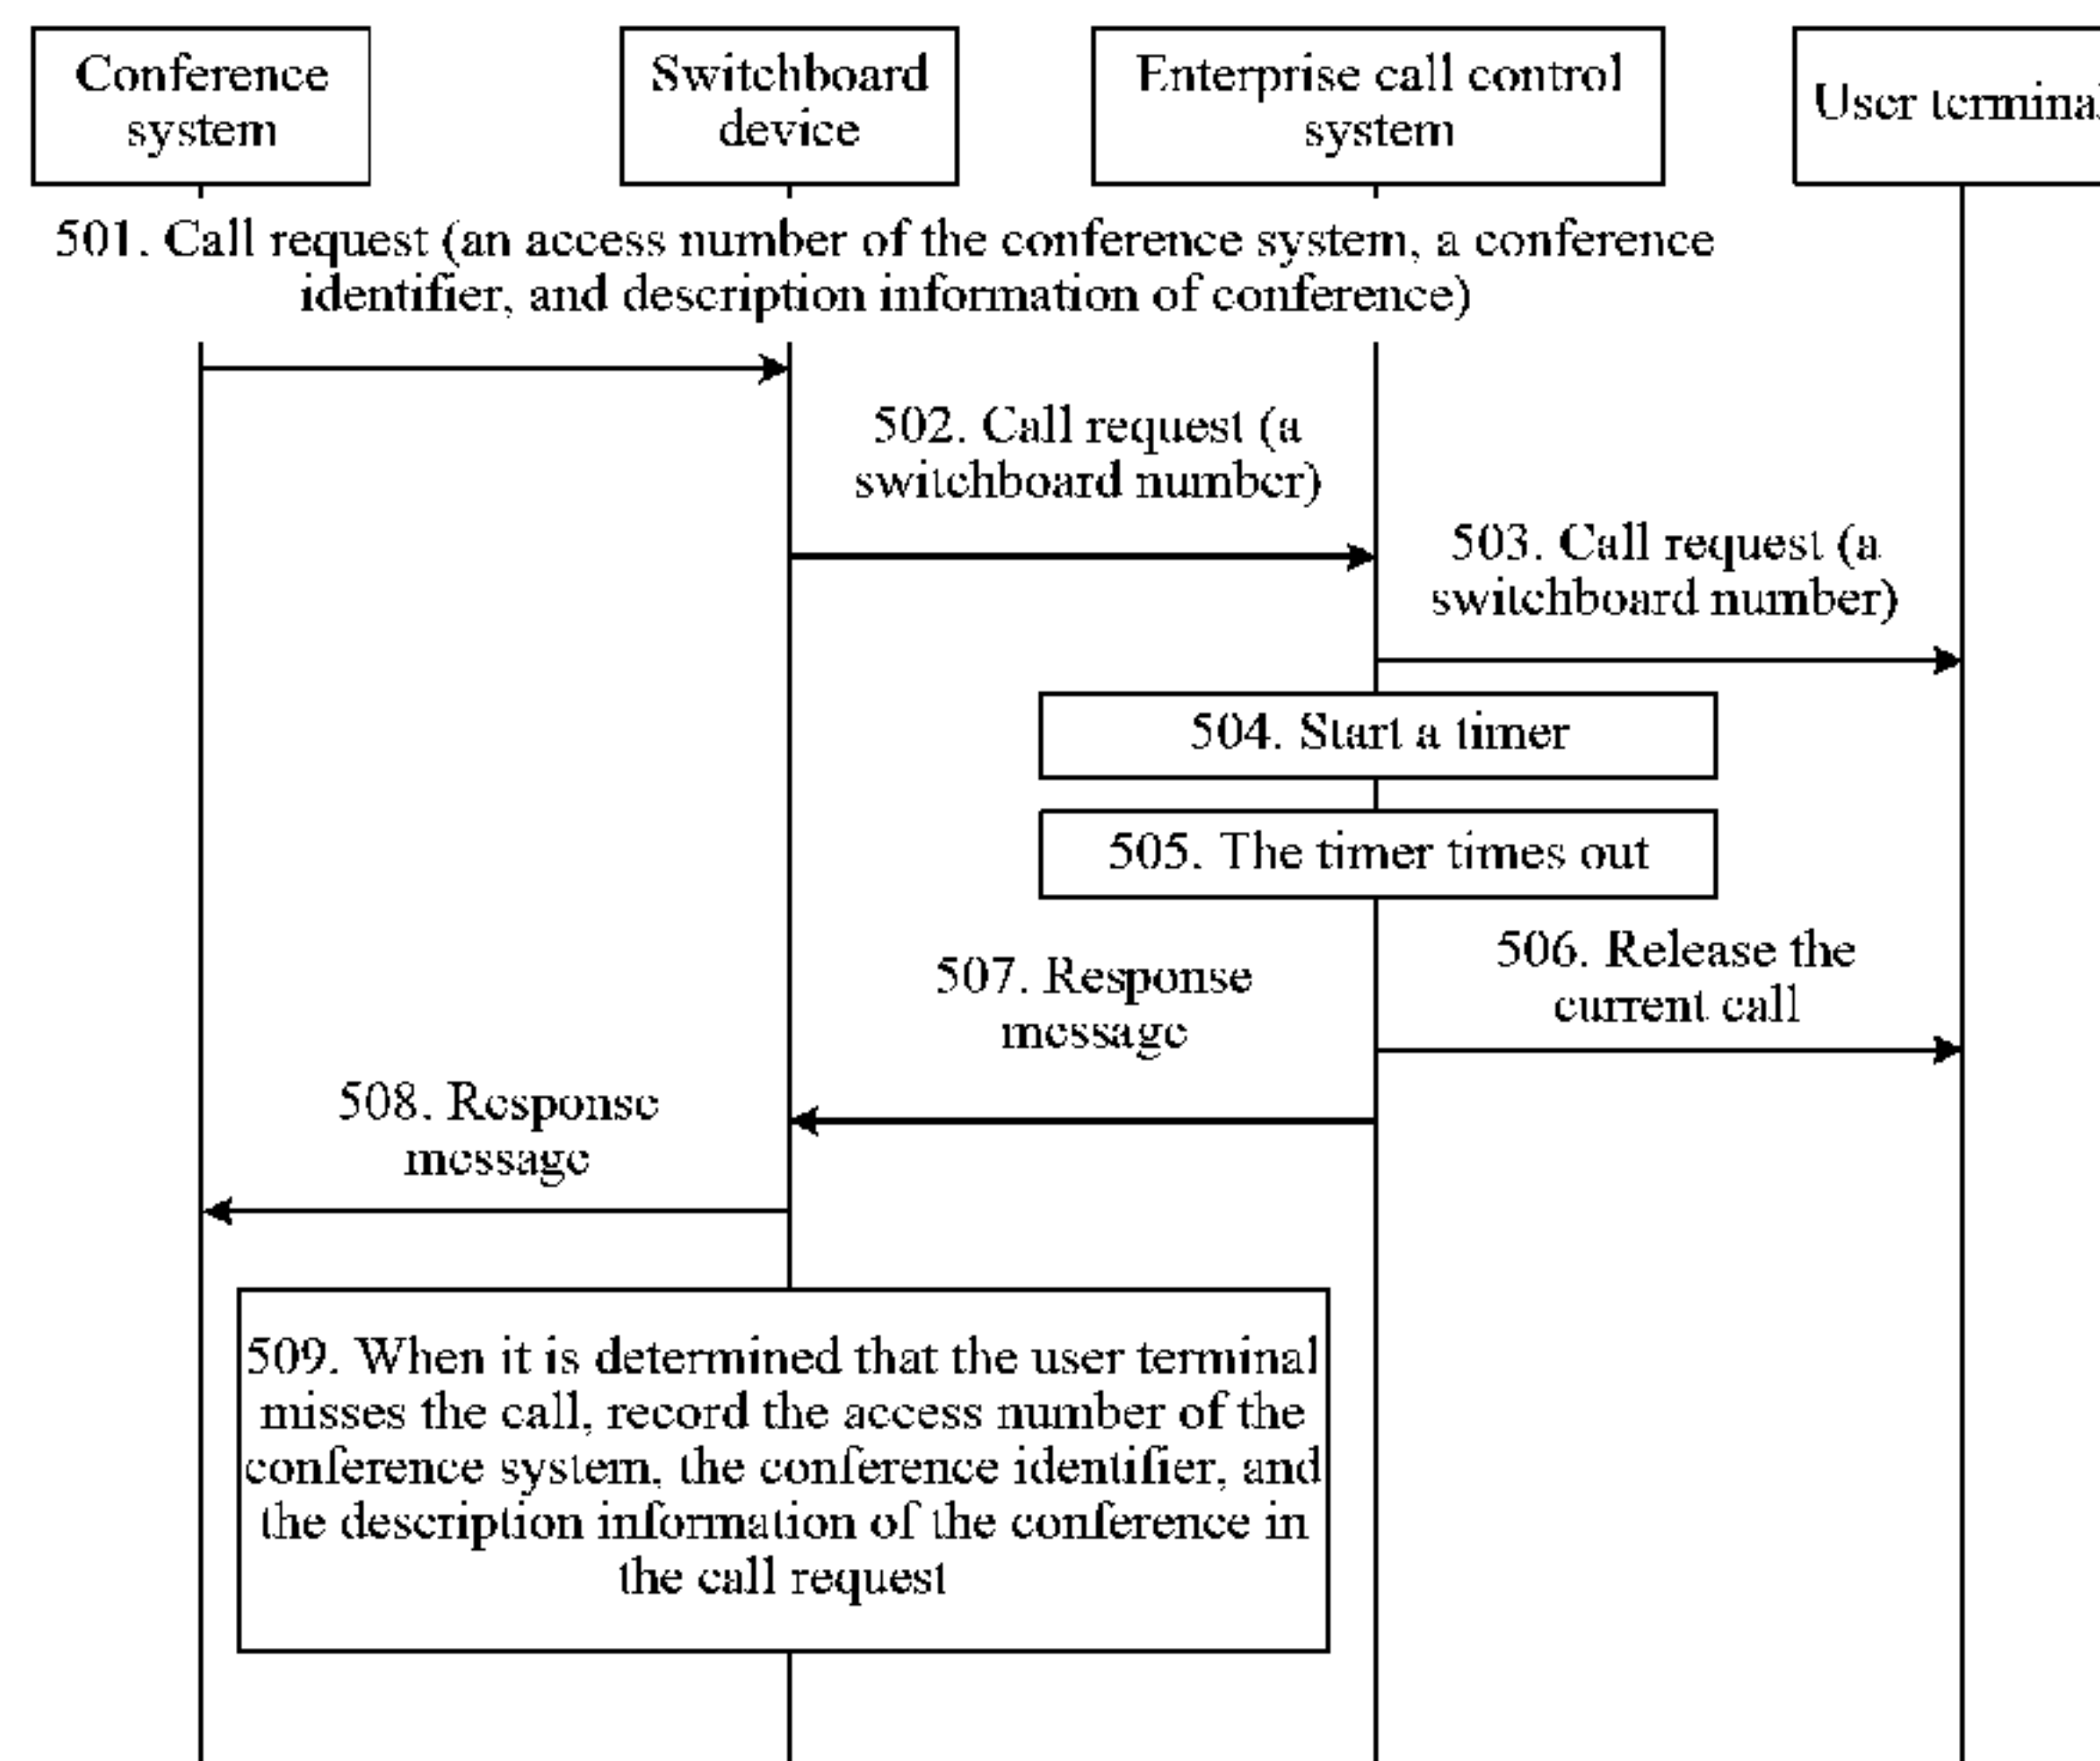 Conference
system
Switchboard
device
Enterprise call control
system
User terminal
501. Call request (an access number of the conference system, a conference
identifier, and description information of conference)
502. Call request (a
switchboard number)
503. Call request (a
switchboard number)
504. Start a timer
505. The timer times out
506. Release the
current call
507. Response
message
508. Response
message
509. When it is determined that the user terminal
misses the call, record the access number of the
conference system, the conference identifier, and
the description information of the conference in
the call request